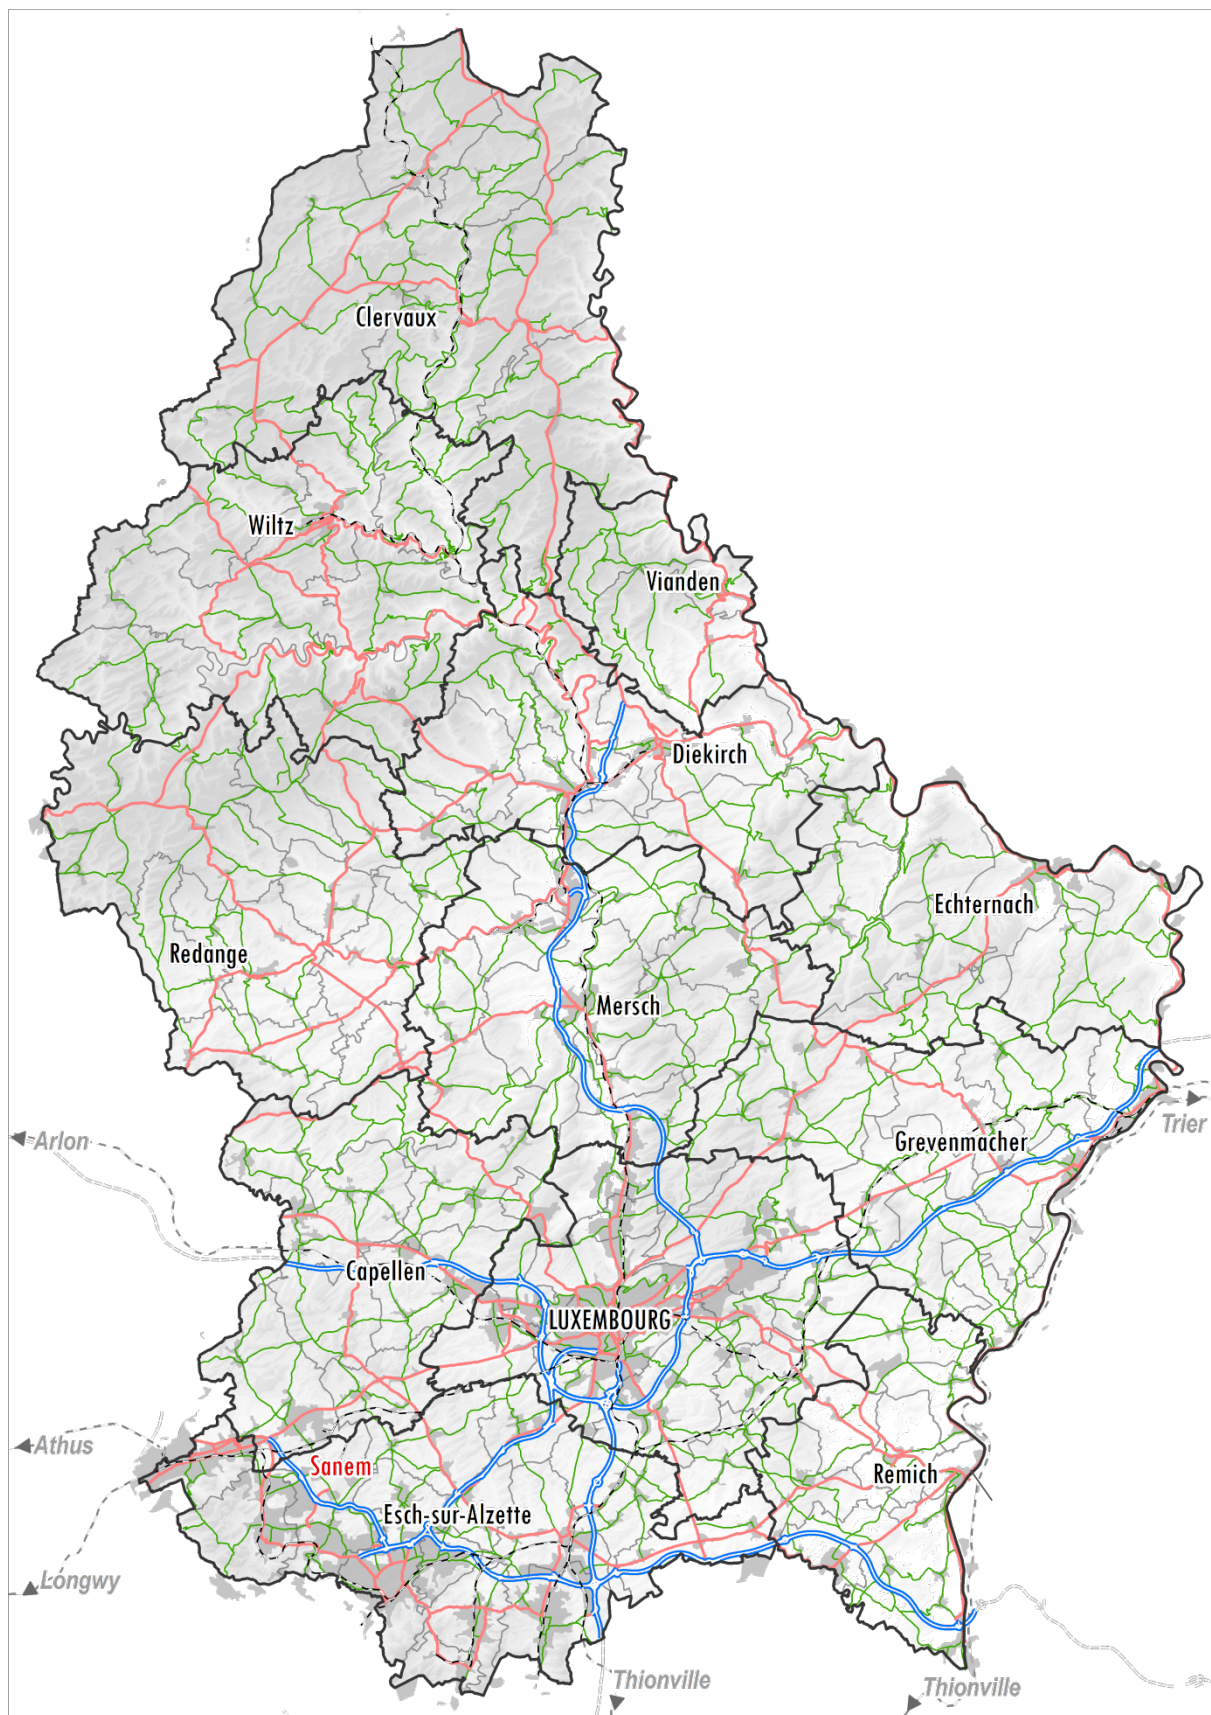 Clervaux
Wiltz
Vianden
Diekirch
Echternach
Redange
Mersch
Arlon
Trier
Grevenmacher
Capellen
LUXEMBOURG
Athus
Sanem
Remich
Esch-sur-Alzette
Longwy
Thionville
Thionville